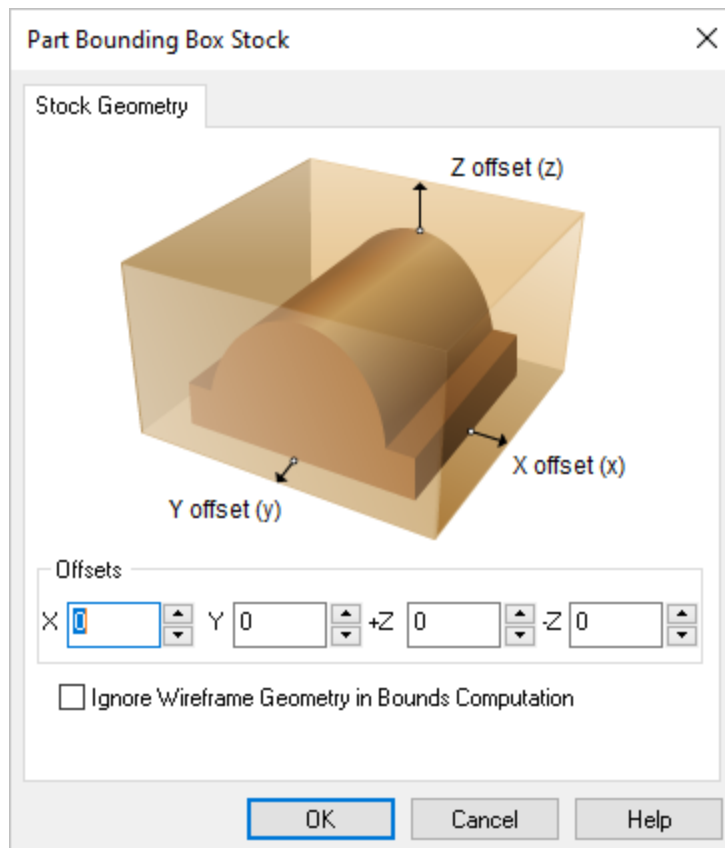 Part Bounding Box Stock
Stock Geometry
Z offset (z)
X offset (x)
Y offset (y)
Offsets
X 0 Y 0 +Z 0 -Z 0
Ignore Wireframe Geometry in Bounds Computation
OK Cancel Help